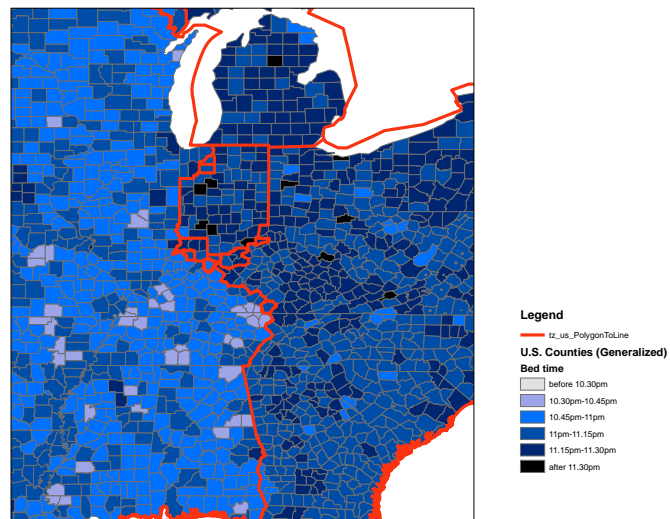 Legend
tz_us_PolygonToLine
U.S. Counties (Generalized)
Bed time
before 10.30pm
10.30pm-10.45pm
10.45pm-11pm
11pm-11.15pm
11.15pm-11.30pm
after 11.30pm